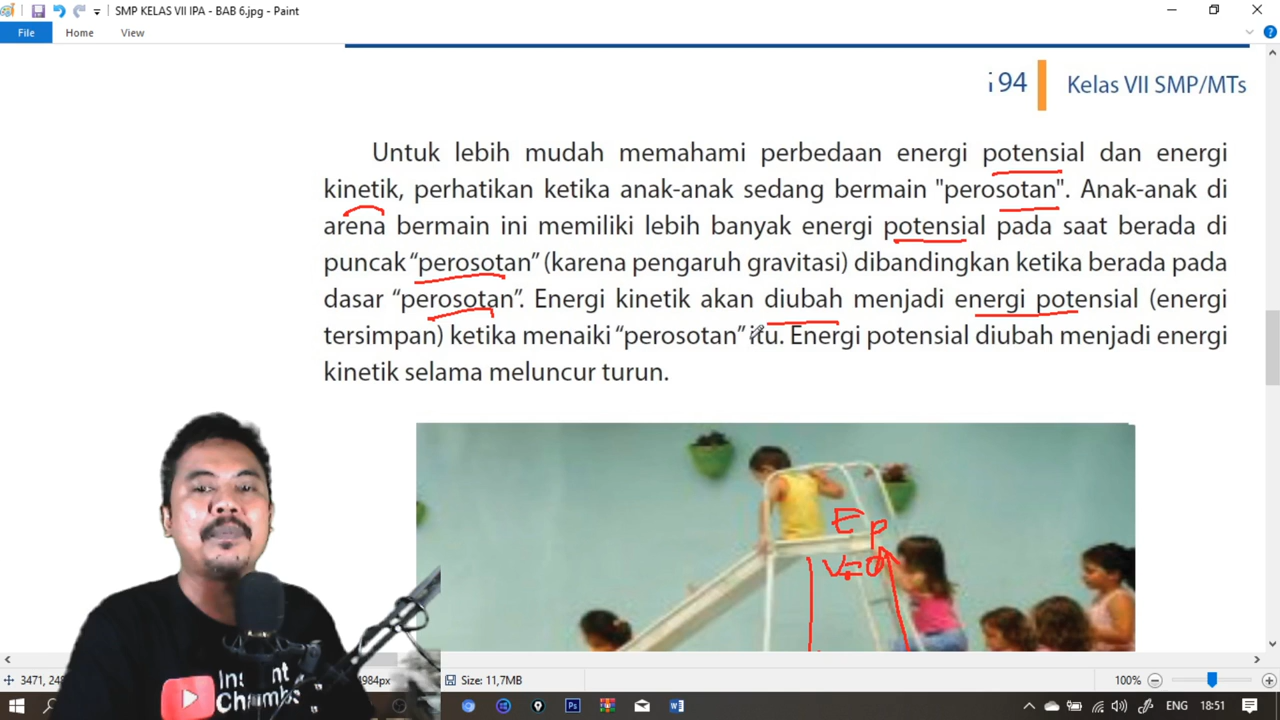 SMP KELAS VII IPA - BAB 6.jpg - Paint
File Home View
94 Kelas VII SMP/MTs
Untuk lebih mudah memahami perbedaan energi potensial dan energi
kinetik, perhatikan ketika anak-anak sedang bermain "perosotan". Anak-anak di
arena bermain ini memiliki lebih banyak energi potensial pada saat berada di
puncak “perosotan” (karena pengaruh gravitasi) dibandingkan ketika berada pada
dasar “perosotan”. Energi kinetik akan diubah menjadi energi potensial (energi
tersimpan) ketika menaiki “perosotan” itu. Energi potensial diubah menjadi energi
kinetik selama meluncur turun.
Ep
v=0
Size: 11,7MB 100%
ENG 18:51